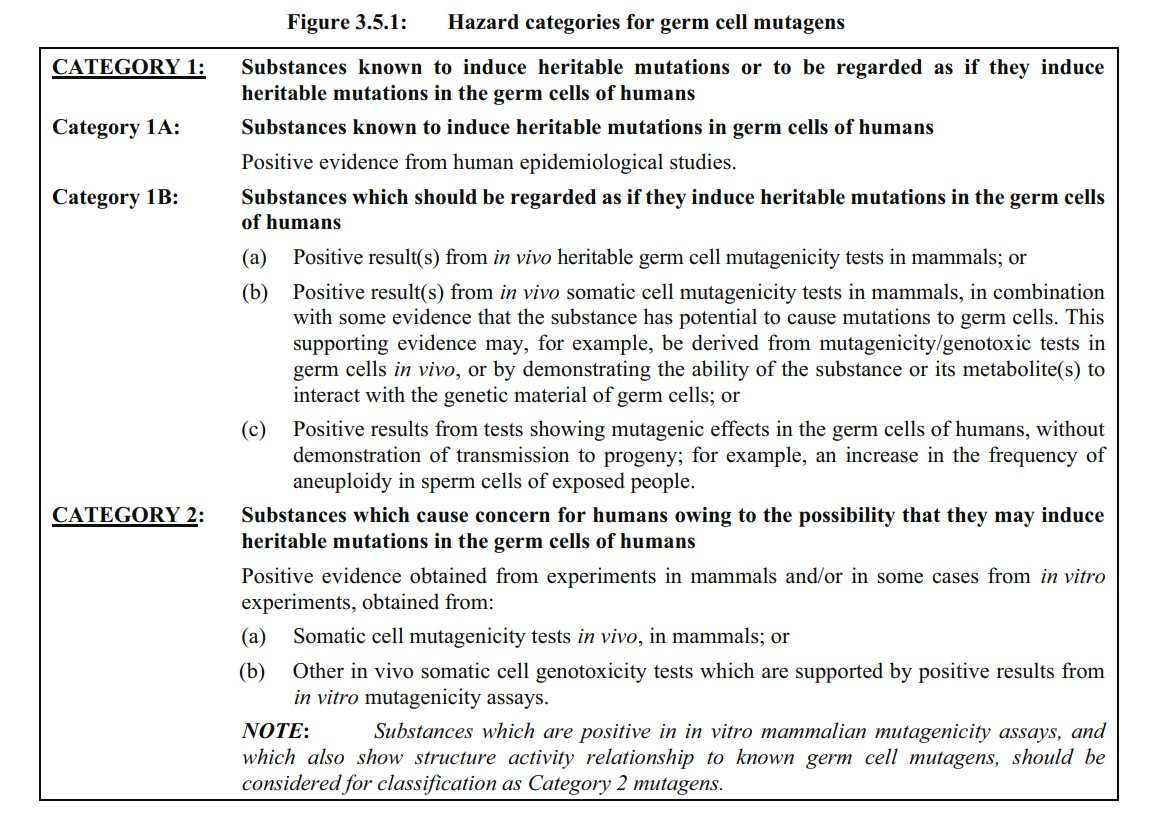 Figure 3.5.1: Hazard categories for germ cell mutagens
CATEGORY 1: Substances known to induce heritable mutations or to be regarded as if they induce
heritable mutations in the germ cells of humans
Category 1A: Substances known to induce heritable mutations in germ cells of humans
Positive evidence from human epidemiological studies.
Category 1B: Substances which should be regarded as if they induce heritable mutations in the germ cells
of humans
(a) Positive result(s) from in vivo heritable germ cell mutagenicity tests in mammals; or
(b) Positive result(s) from in vivo somatic cell mutagenicity tests in mammals, in combination
with some evidence that the substance has potential to cause mutations to germ cells. This
supporting evidence may, for example, be derived from mutagenicity/genotoxic tests in
germ cells in vivo, or by demonstrating the ability of the substance or its metabolite(s) to
interact with the genetic material of germ cells; or
(c) Positive results from tests showing mutagenic effects in the germ cells of humans, without
demonstration of transmission to progeny; for example, an increase in the frequency of
aneuploidy in sperm cells of exposed people.
CATEGORY 2: Substances which cause concern for humans owing to the possibility that they may induce
heritable mutations in the germ cells of humans
Positive evidence obtained from experiments in mammals and/or in some cases from in vitro
experiments, obtained from:
(a) Somatic cell mutagenicity tests in vivo, in mammals; or
(b) Other in vivo somatic cell genotoxicity tests which are supported by positive results from
in vitro mutagenicity assays.
NOTE: Substances which are positive in in vitro mammalian mutagenicity assays, and
which also show structure activity relationship to known germ cell mutagens, should be
considered for classification as Category 2 mutagens.